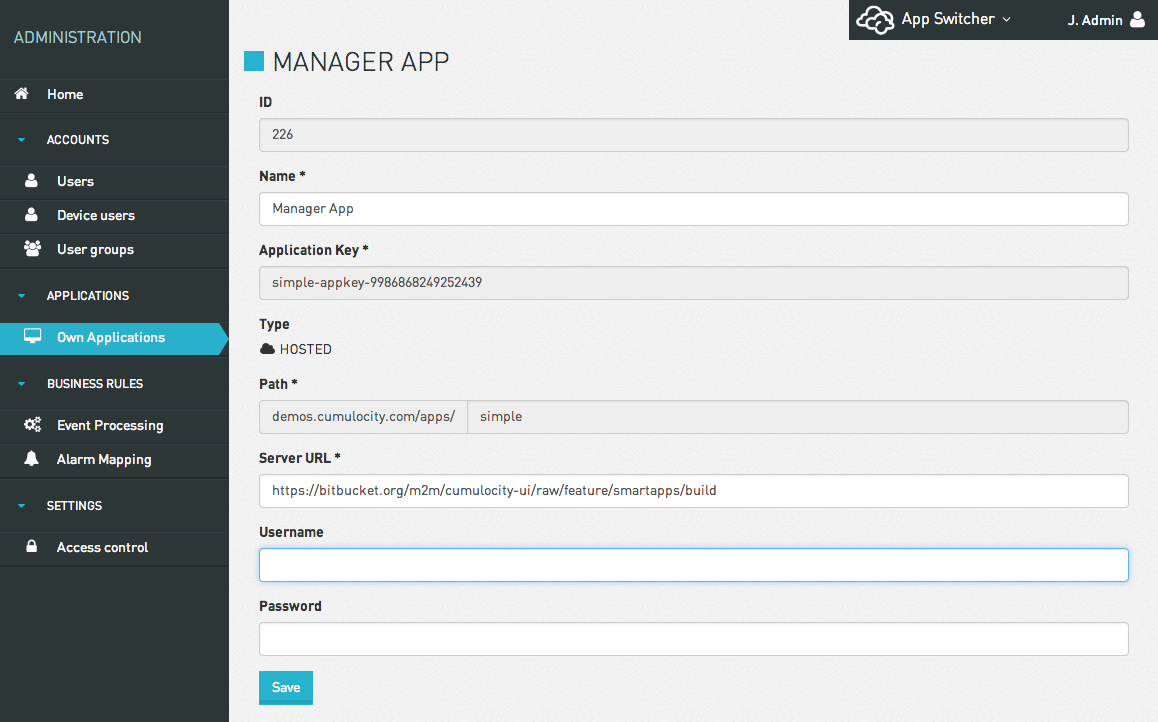 App Switcher
J. Admin
ADMINISTRATION
Home
ACCOUNTS
Users
Device users
User groups
APPLICATIONS
Own Applications
BUSINESS RULES
Event Processing
Alarm Mapping
SETTINGS
Access control
MANAGER APP
ID
226
Name *
Manager App
Application Key *
simple-appkey-9986868249252439
Type
HOSTED
Path *
demos.cumulocity.com/apps/ simple
Server URL *
https://bitbucket.org/m2m/cumulocity-ui/raw/feature/smartapps/build
Username
Password
Save